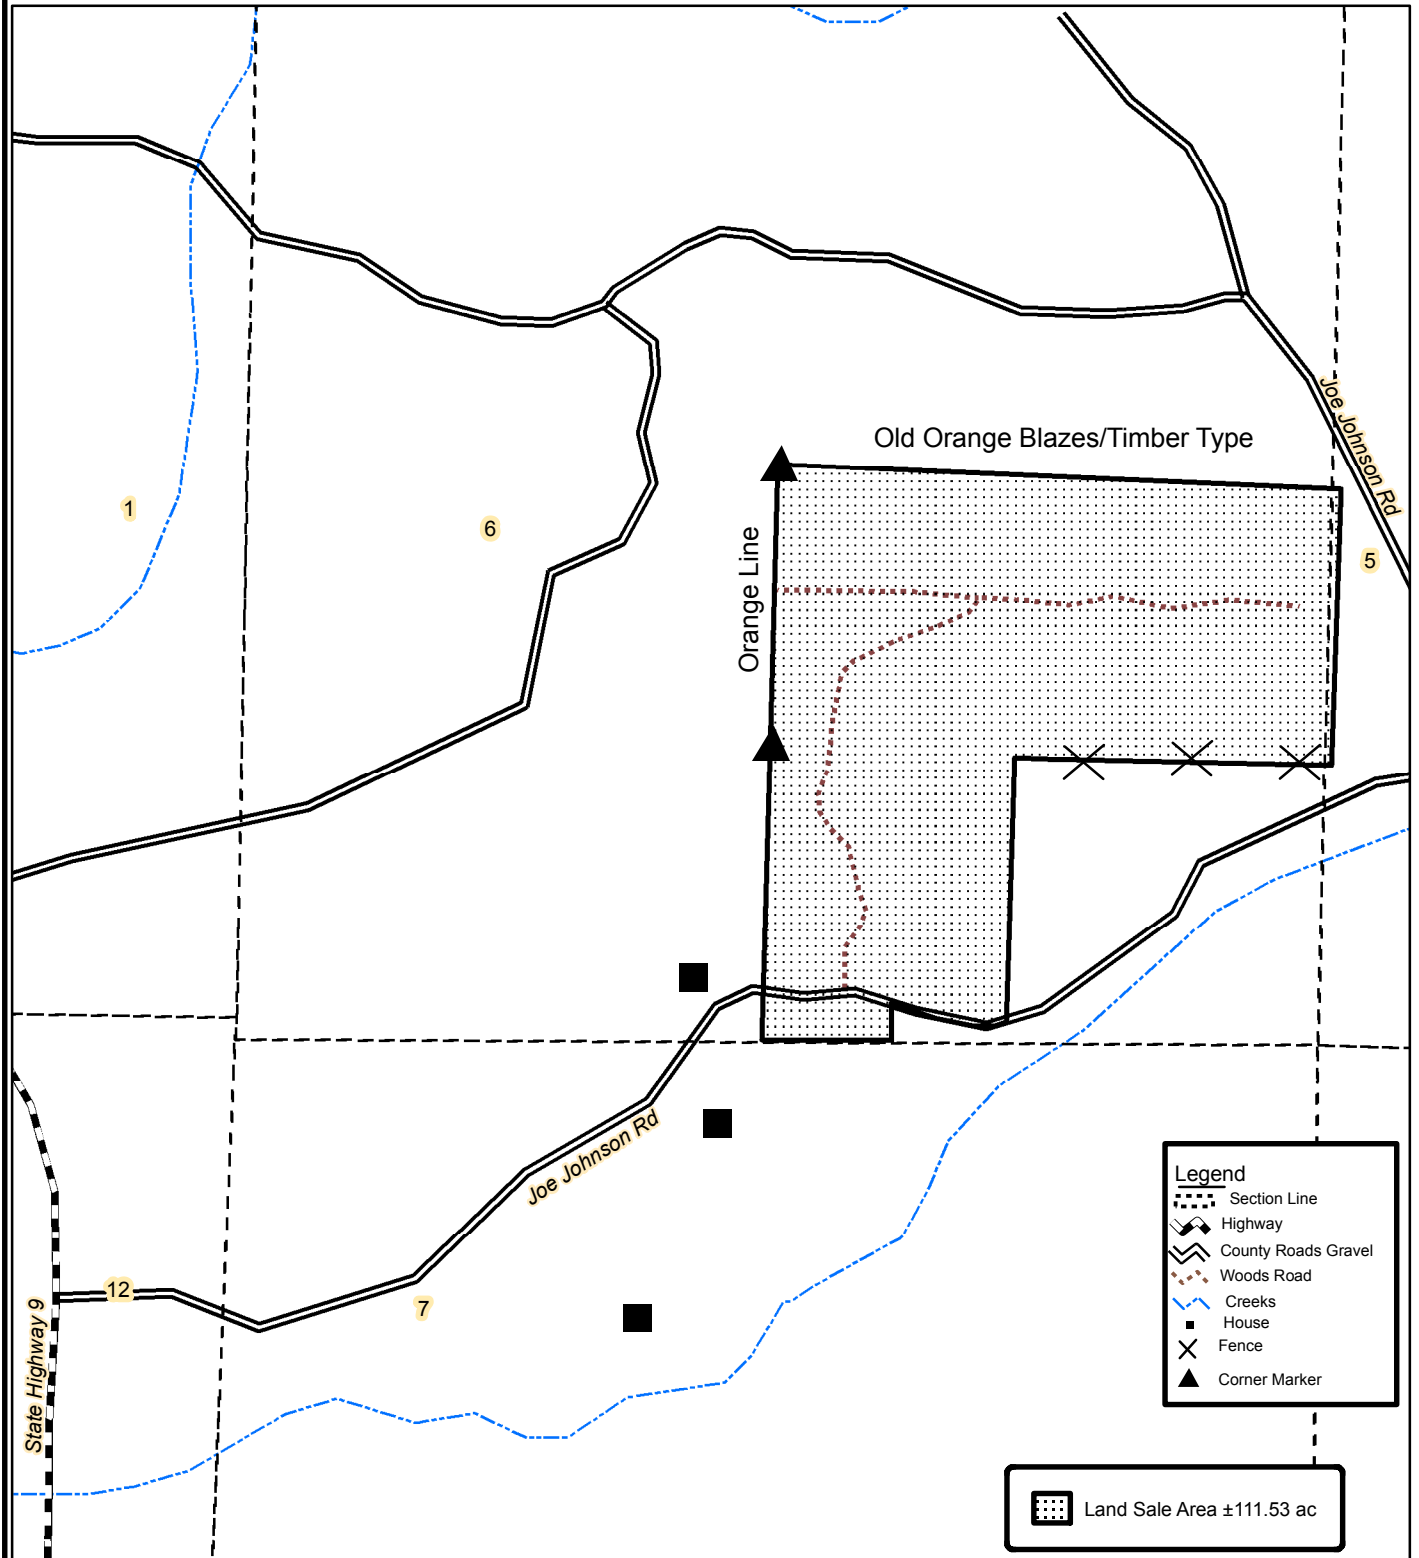 Old Orange Blazes/Timber Type
Joe Johnson Rd
1
6
Orange Line
5
Joe Johnson Rd
12
7
State Highway 9
Legend
Section Line
Highway
County Roads Gravel
Woods Road
Creeks
House
Fence
Corner Marker
Land Sale Area ±111.53 ac